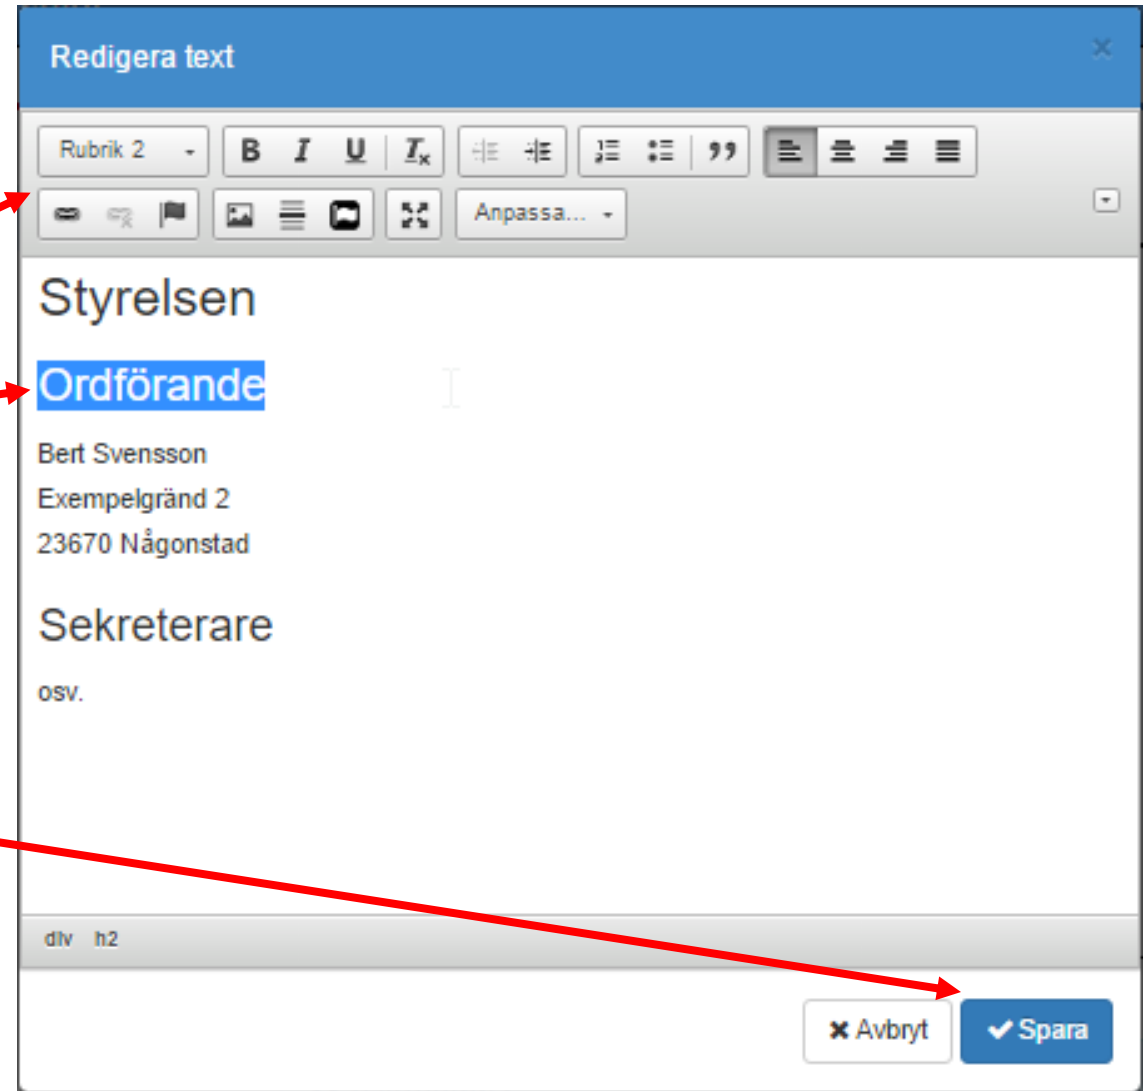 Redigera text
Rubrik 2
B I U Ix
Anpassa...
Styrelsen
Ordförande
Bert Svensson
Exempelgränd 2
23670 Någonstad
Sekreterare
osv.
div h2
Avbryt Spara